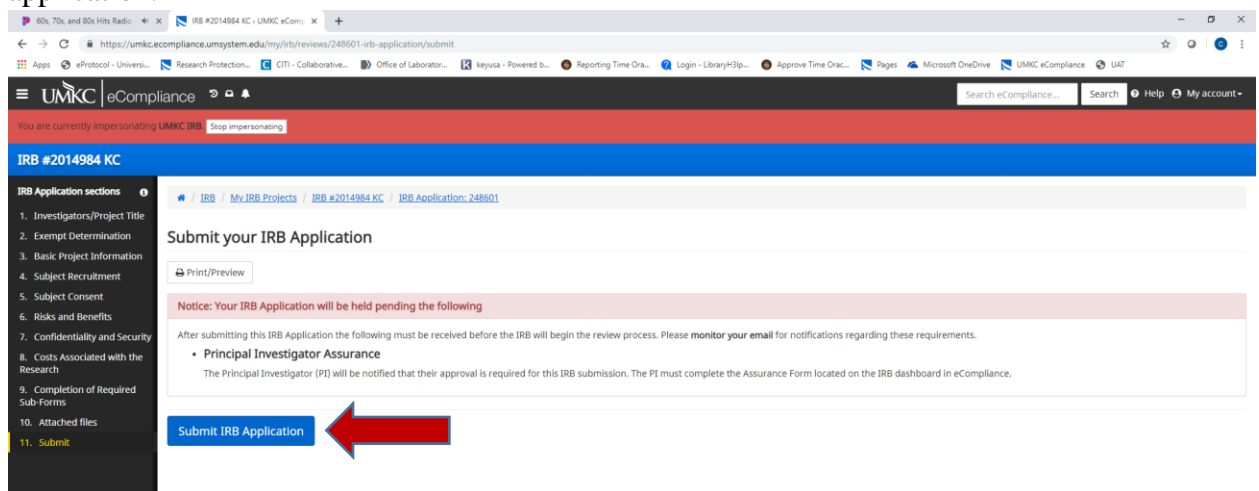 60s, 70s, and 80s Hits Radio
IRB #2014984 KC ‹ UMKC eComp
https://umkc.ecompliance.umsystem.edu/my/irb/reviews/248601-irb-application/submit
Apps eProtocol - Universi... Research Protection... CITI - Collaborative... Office of Laborator... keyusa - Powered b... Reporting Time Ora... Login - LibraryH3lp... Approve Time Orac... Pages Microsoft OneDrive UMKC eCompliance UAT
UMKC eCompliance Search eCompliance... Search Help My account
You are currently impersonating UMKC IRB. Stop impersonating
IRB #2014984 KC
IRB Application sections
1. Investigators/Project Title
2. Exempt Determination
3. Basic Project Information
4. Subject Recruitment
5. Subject Consent
6. Risks and Benefits
7. Confidentiality and Security
8. Costs Associated with the
Research
9. Completion of Required
Sub-Forms
10. Attached files
11. Submit
/ IRB / My IRB Projects / IRB #2014984 KC / IRB Application: 248601
Submit your IRB Application
Print/Preview
Notice: Your IRB Application will be held pending the following
After submitting this IRB Application the following must be received before the IRB will begin the review process. Please monitor your email for notifications regarding these requirements.
• Principal Investigator Assurance
The Principal Investigator (PI) will be notified that their approval is required for this IRB submission. The PI must complete the Assurance Form located on the IRB dashboard in eCompliance.
Submit IRB Application